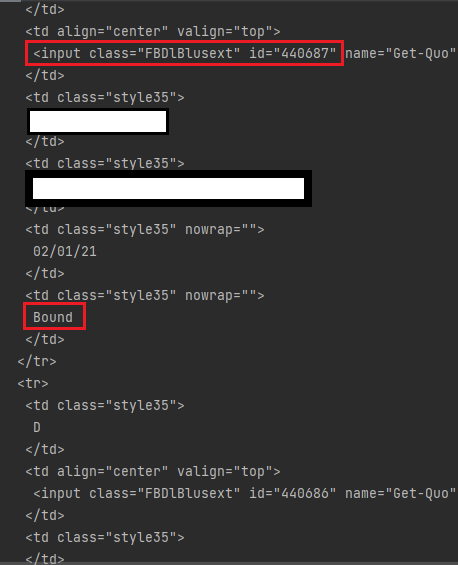 </td>
<td align="center" valign="top">
<input class="FBDlBlusext" id="440687" name="Get-Quo"
</td>
<td class="style35">
</td>
<td class="style35">
</td>
<td class="style35" nowrap="">
02/01/21
</td>
<td class="style35" nowrap="">
Bound
</td>
</tr>
<tr>
<td class="style35">
D
</td>
<td align="center" valign="top">
<input class="FBDlBlusext" id="440686" name="Get-Quo"
</td>
<td class="style35">
</td>